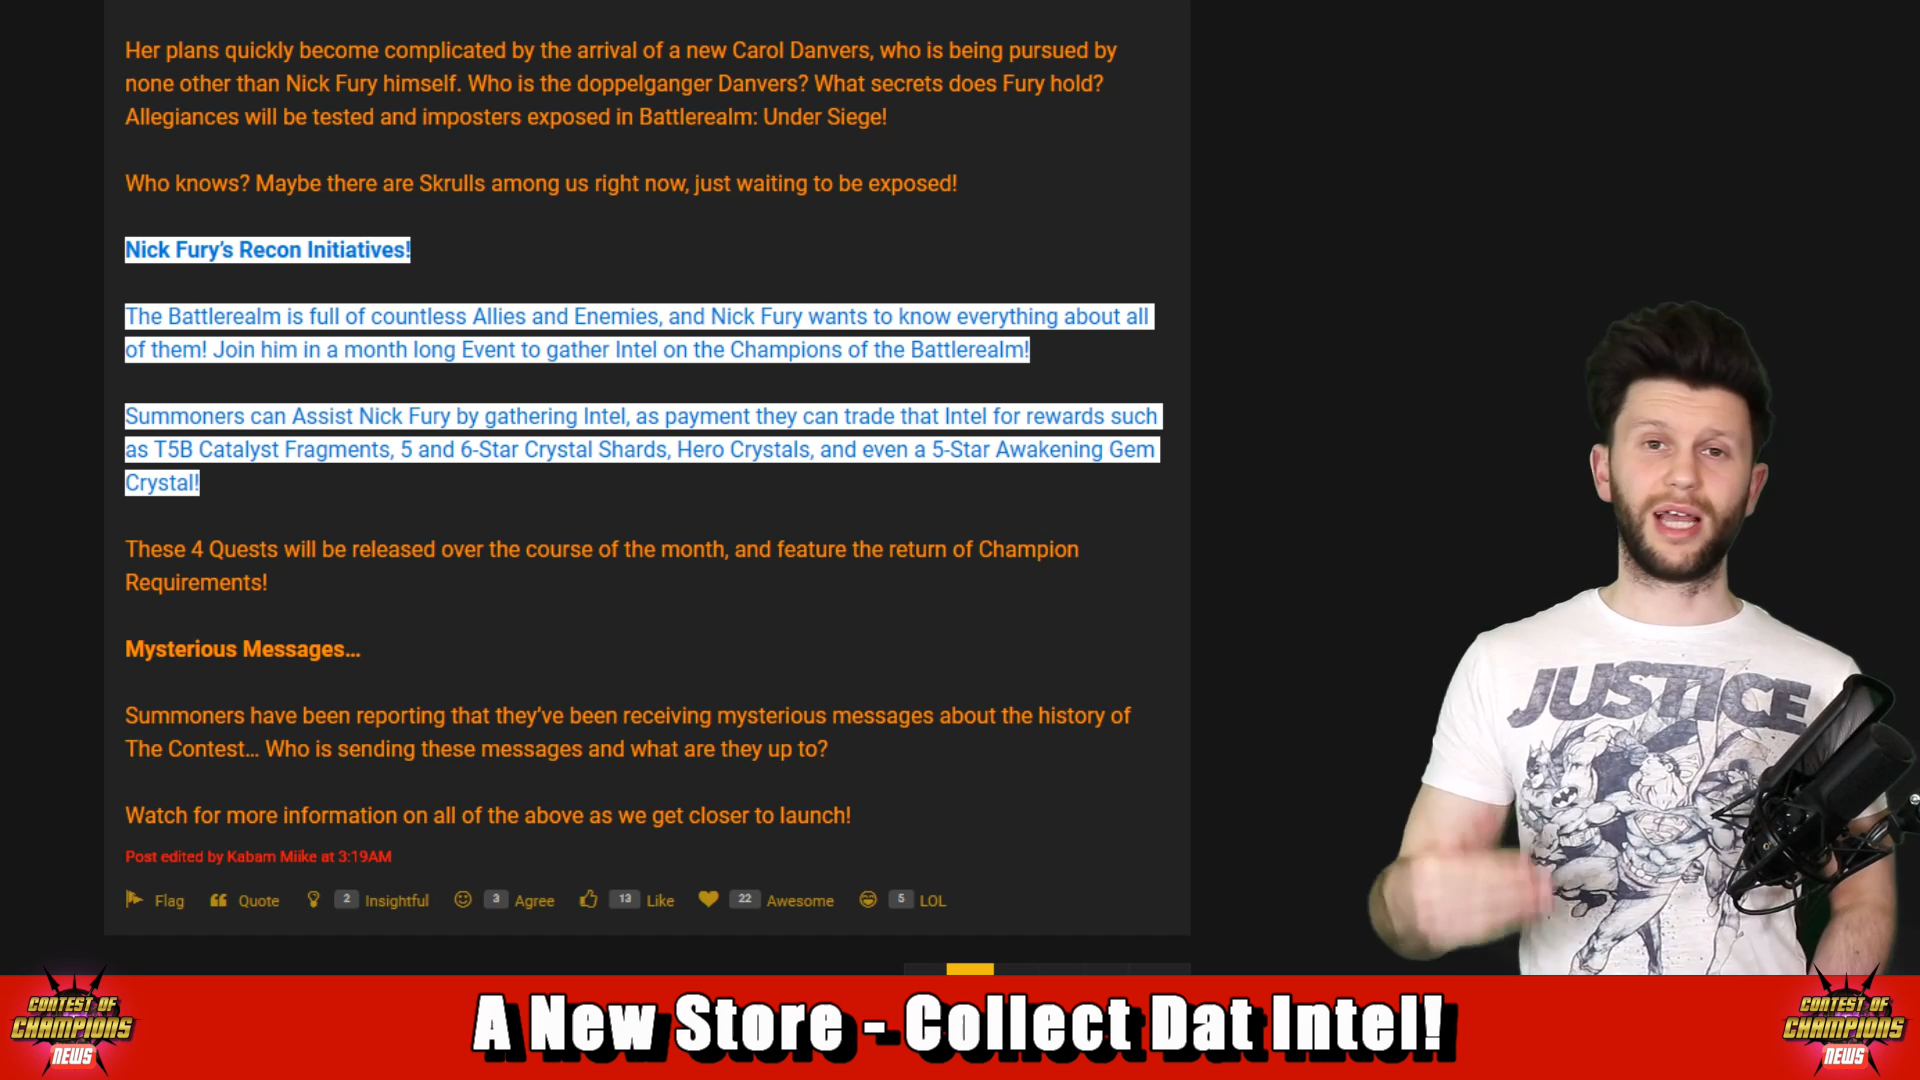 Her plans quickly become complicated by the arrival of a new Carol Danvers, who is being pursued by
none other than Nick Fury himself. Who is the doppelganger Danvers? What secrets does Fury hold?
Allegiances will be tested and imposters exposed in Battlerealm: Under Siege!
Who knows? Maybe there are Skrulls among us right now, just waiting to be exposed!
Nick Fury's Recon Initiatives!
The Battlerealm is full of countless Allies and Enemies, and Nick Fury wants to know everything about all
of them! Join him in a month long Event to gather Intel on the Champions of the Battlerealm!
Summoners can Assist Nick Fury by gathering Intel, as payment they can trade that Intel for rewards such
as T5B Catalyst Fragments, 5 and 6-Star Crystal Shards, Hero Crystals, and even a 5-Star Awakening Gem
Crystal!
These 4 Quests will be released over the course of the month, and feature the return of Champion
Requirements!
Mysterious Messages...
Summoners have been reporting that they've been receiving mysterious messages about the history of
The Contest... Who is sending these messages and what are they up to?
Watch for more information on all of the above as we get closer to launch!
Post edited by Kabam Miike at 3:19AM
Flag Quote 2 Insightful 3 Agree 13 Like 22 Awesome 5 LOL
JUSTICE
CONTEST OF
CHAMPIONS
NEWS
A New Store - Collect Dat Intel!
CONTEST OF
CHAMPIONS
NEWS